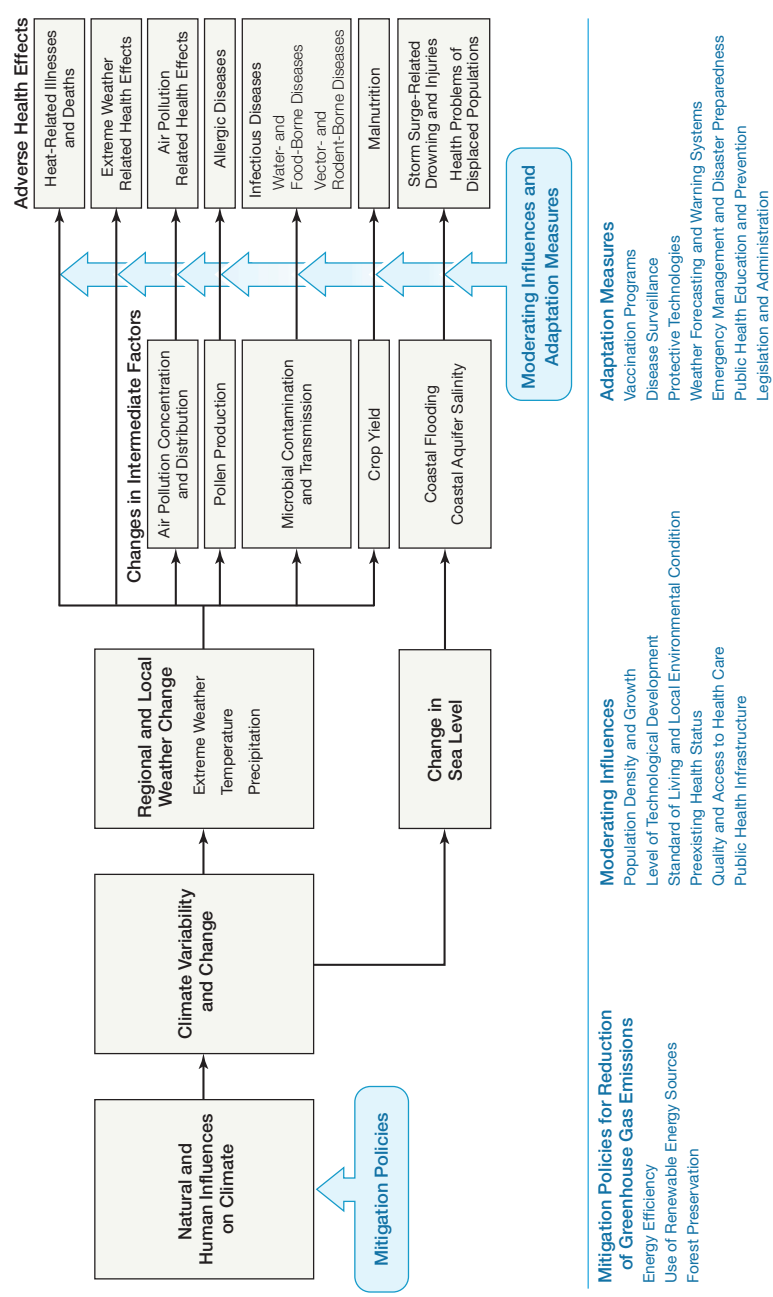 Natural and
Human Influences
on Climate
Mitigation Policies
Climate Variability
and Change
Regional and Local
Weather Change
Extreme Weather
Temperature
Precipitation
Change in
Sea Level
Changes in Intermediate Factors
Air Pollution Concentration
and Distribution
Pollen Production
Microbial Contamination
and Transmission
Crop Yield
Coastal Flooding
Coastal Aquifer Salinity
Moderating Influences and
Adaptation Measures
Adverse Health Effects
Heat-Related Illnesses
and Deaths
Extreme Weather
Related Health Effects
Air Pollution
Related Health Effects
Allergic Diseases
Infectious Diseases
Water- and
Food-Borne Diseases
Vector- and
Rodent-Borne Diseases
Malnutrition
Storm Surge-Related
Drowning and Injuries
Health Problems of
Displaced Populations
Mitigation Policies for Reduction
of Greenhouse Gas Emissions
Energy Efficiency
Use of Renewable Energy Sources
Forest Preservation
Moderating Influences
Population Density and Growth
Level of Technological Development
Standard of Living and Local Environmental Condition
Preexisting Health Status
Quality and Access to Health Care
Public Health Infrastructure
Adaptation Measures
Vaccination Programs
Disease Surveillance
Protective Technologies
Weather Forecasting and Warning Systems
Emergency Management and Disaster Preparedness
Public Health Education and Prevention
Legislation and Administration